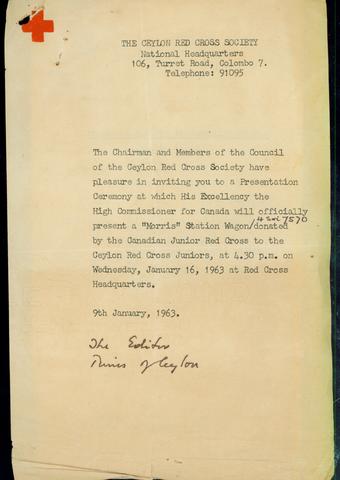 THE CEYLON RED CROSS SOCIETY
National Headquarters
106, Turret Road, Colombo 7.
Telephone: 91095
The Chairman and Members of the Council
of the Ceylon Red Cross Society have
pleasure in inviting you to a Presentation
Ceremony at which His Excellency the
High Commissioner for Canada will officially
present a "Morris" Station Wagon/donated
by the Canadian Junior Red Cross to the
Ceylon Red Cross Juniors, at 4.30 p.m. on
Wednesday, January 16, 1963 at Red Cross
Headquarters.
9th January, 1963.
The Editor
Times of Ceylon